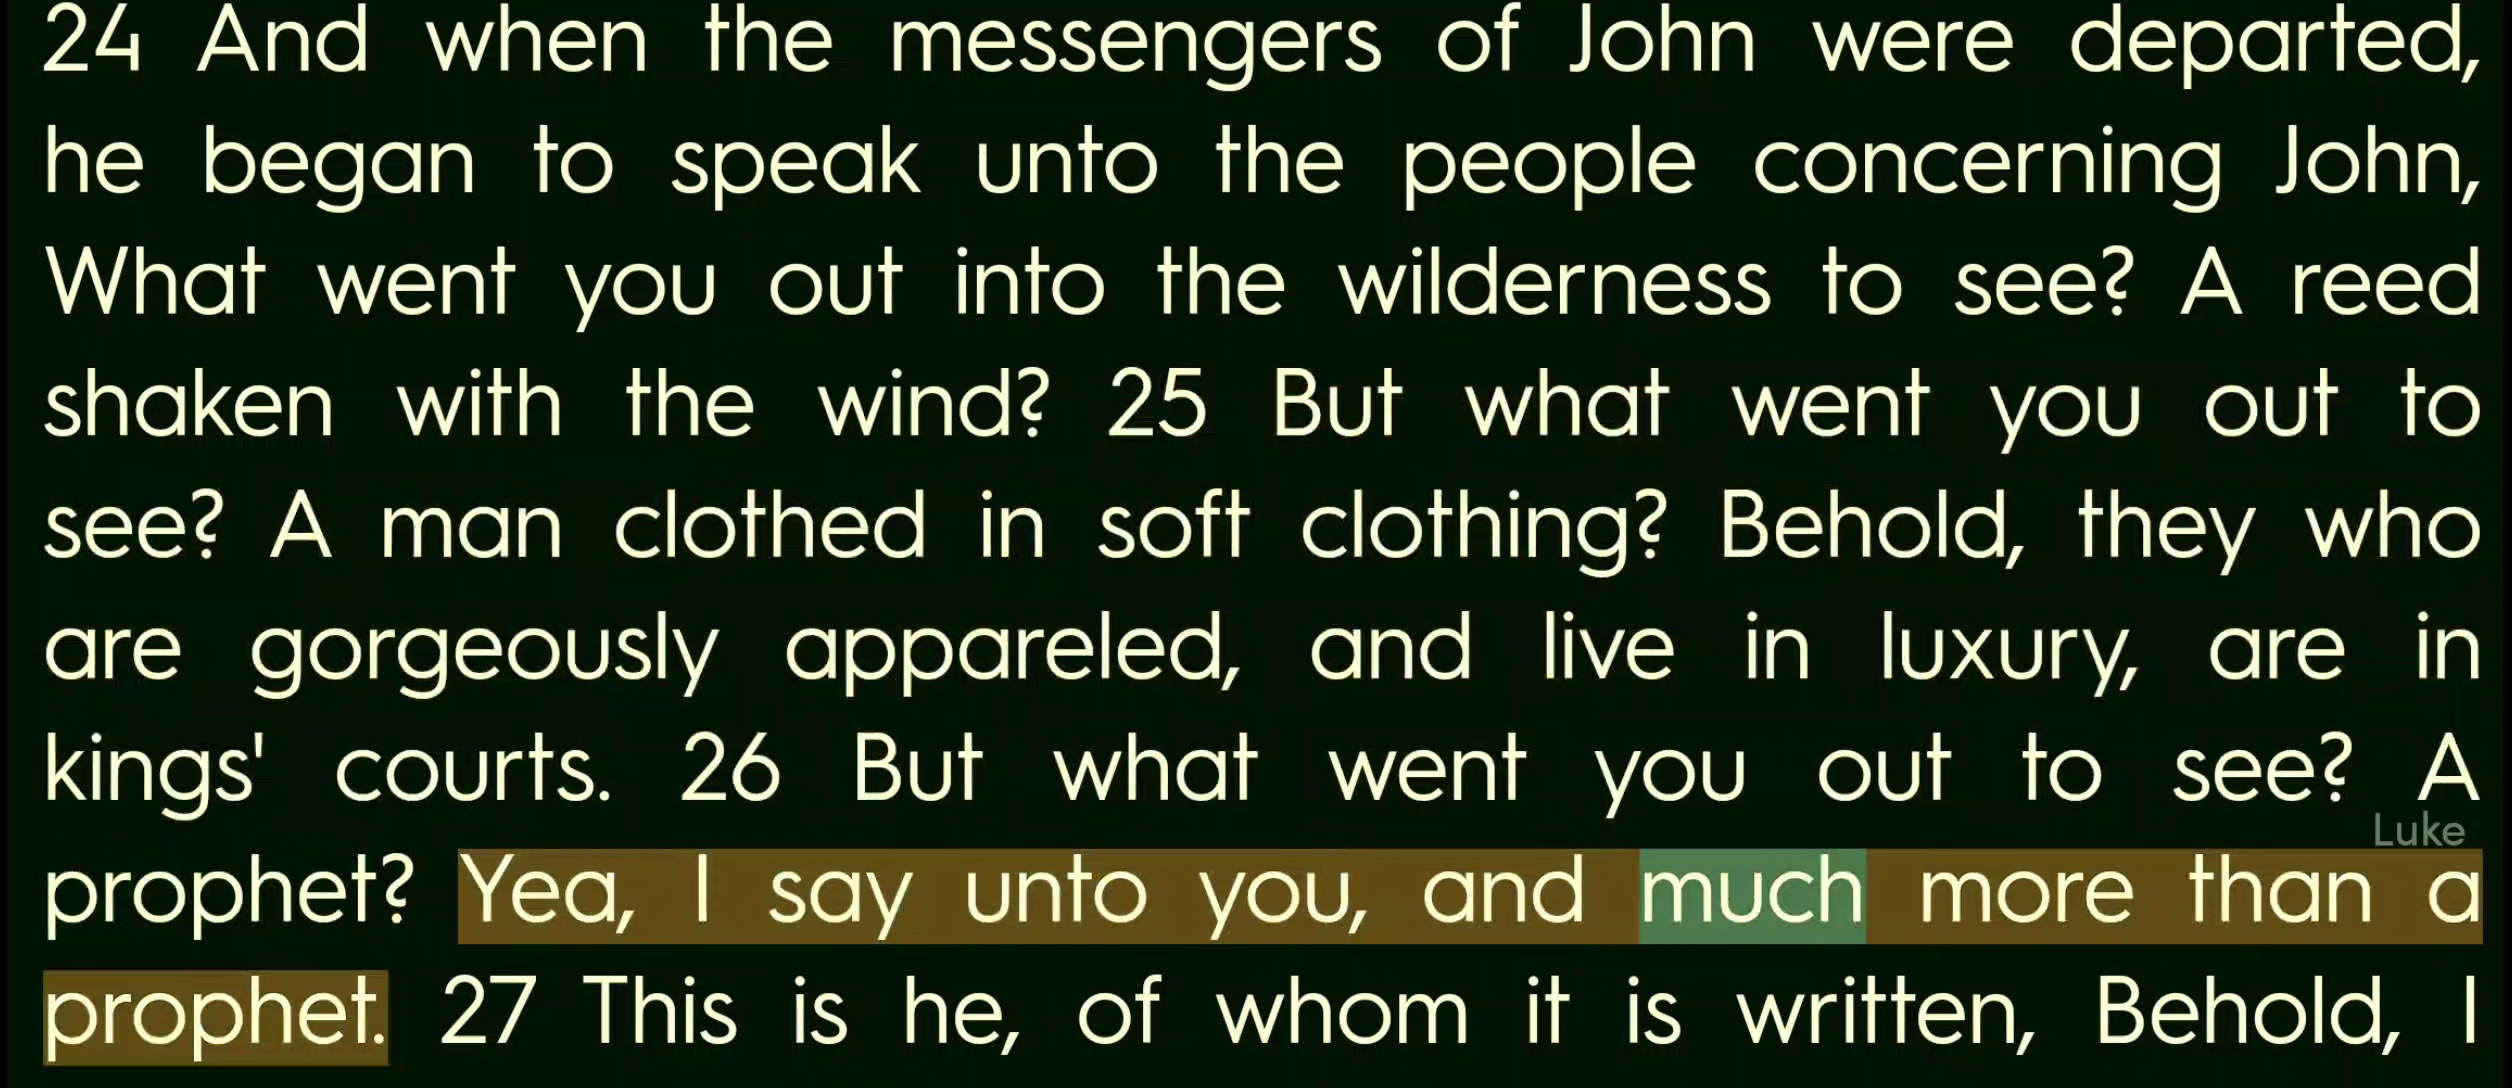 24 And when the messengers of John were departed,
he began to speak unto the people concerning John,
What went you out into the wilderness to see? A reed
shaken with the wind? 25 But what went you out to
see? A man clothed in soft clothing? Behold, they who
are gorgeously appareled, and live in luxury, are in
kings' courts. 26 But what went you out to see? A
Luke
prophet? Yea, I say unto you, and much more than a
prophet. 27 This is he, of whom it is written, Behold, I